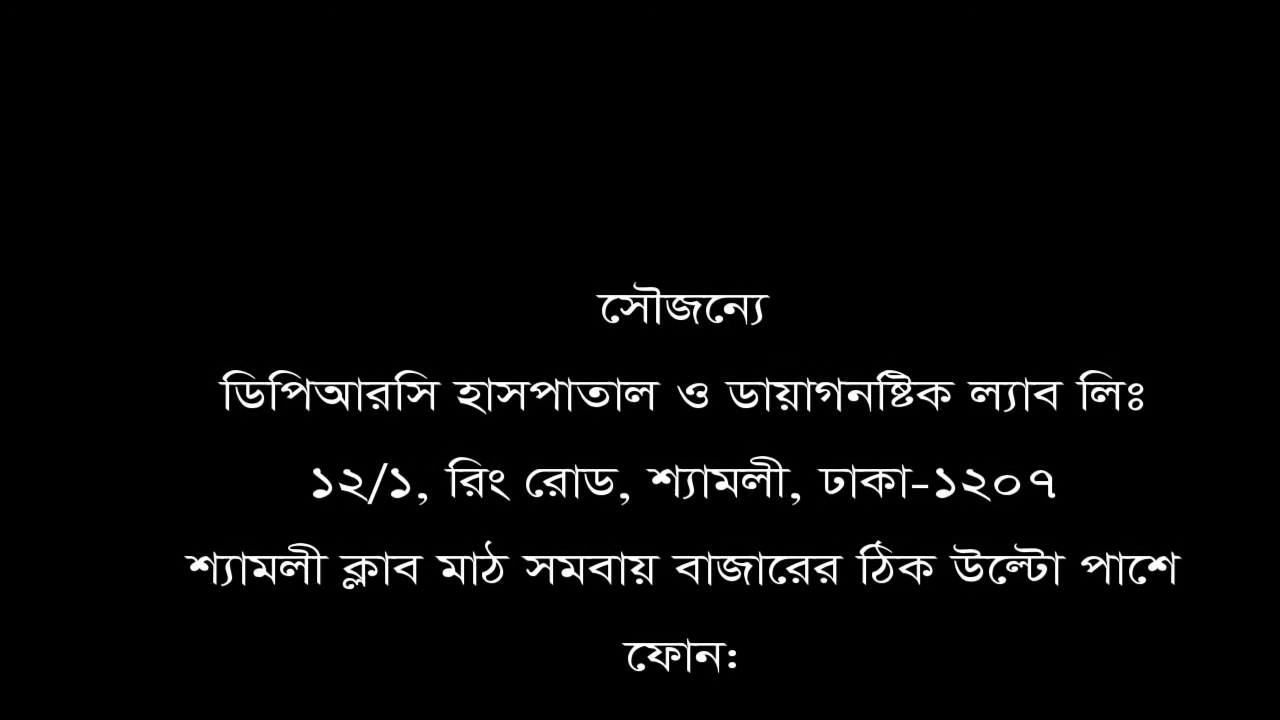 সৌজন্যে
ডিপিআরসি হাসপাতাল ও ডায়াগনষ্টিক ল্যাব লিঃ
১২/১, রিং রোড, শ্যামলী, ঢাকা-১২০৭
শ্যামলী ক্লাব মাঠ সমবায় বাজারের ঠিক উল্টো পাশে
ফোন: